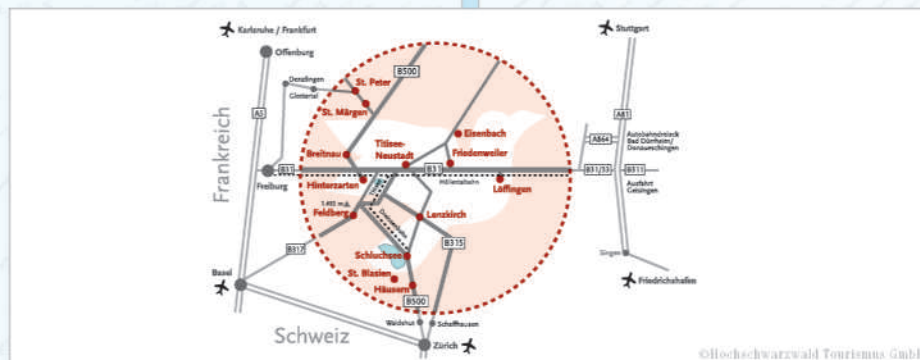 Karlsruhe / Frankfurt
Stuttgart
Offenburg
B500
Denzlingen
St. Peter
Glottertal
St. Märgen
A5
A81
Frankreich
Eisenbach
Titisee-
Neustadt
A864
Autobahndreieck
Bad Dürrheim/
Donaueschingen
Breitnau
Friedenweiler
B31
B31
B31/33
B311
Freiburg
Hinterzarten
Höllentalbahn
Löffingen
Ausfahrt
Geisingen
1.493 m
Feldberg
Dreiseenbahn
Lenzkirch
B317
B315
Schluchsee
Singen
Basel
St. Blasien
Häusern
Friedrichshafen
B500
Waldshut
Schaffhausen
Schweiz
Zürich
©Hochschwarzwald Tourismus GmbH